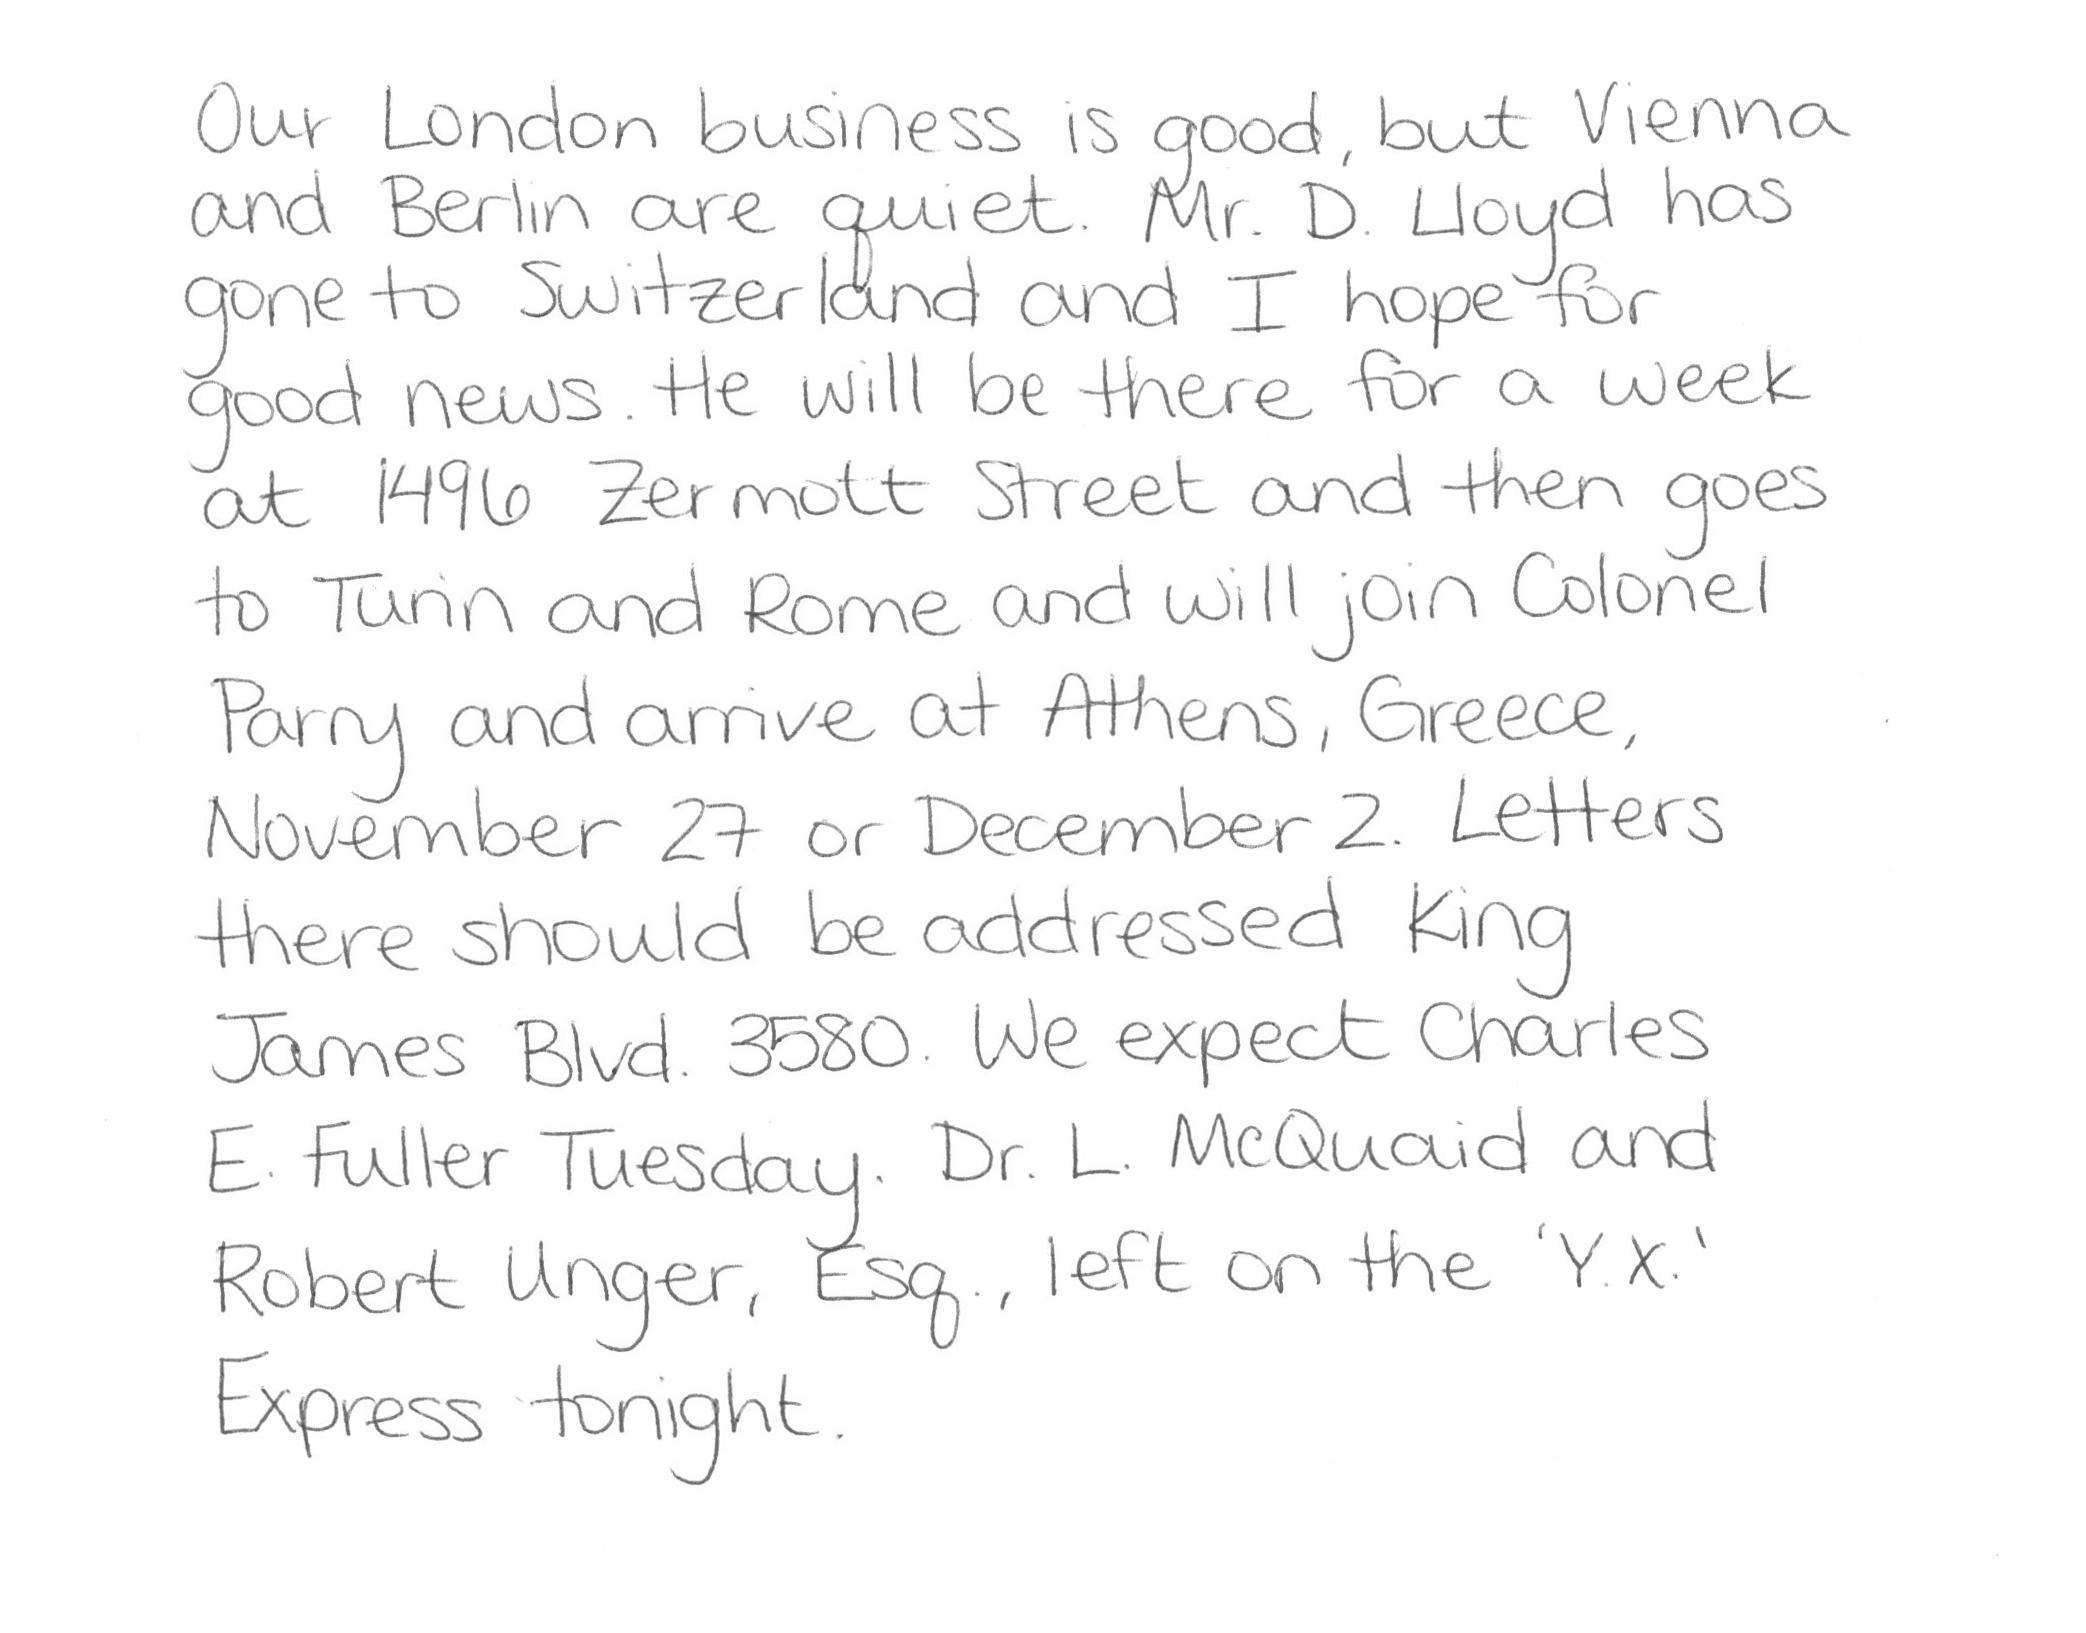 Our London business is good, but Vienna
and Berlin are quiet. Mr. D. Lloyd has
gone to Switzerland and I hope for
good news. He will be there for a week
at 1496 Zermott Street and then goes
to Turin and Rome and will join Colonel
Parry and arrive at Athens, Greece,
November 27 or December 2. Letters
there should be addressed King
James Blvd. 3580. We expect Charles
E. Fuller Tuesday. Dr. L. McQuaid and
Robert Unger, Esq., left on the 'Y.X.'
Express tonight.